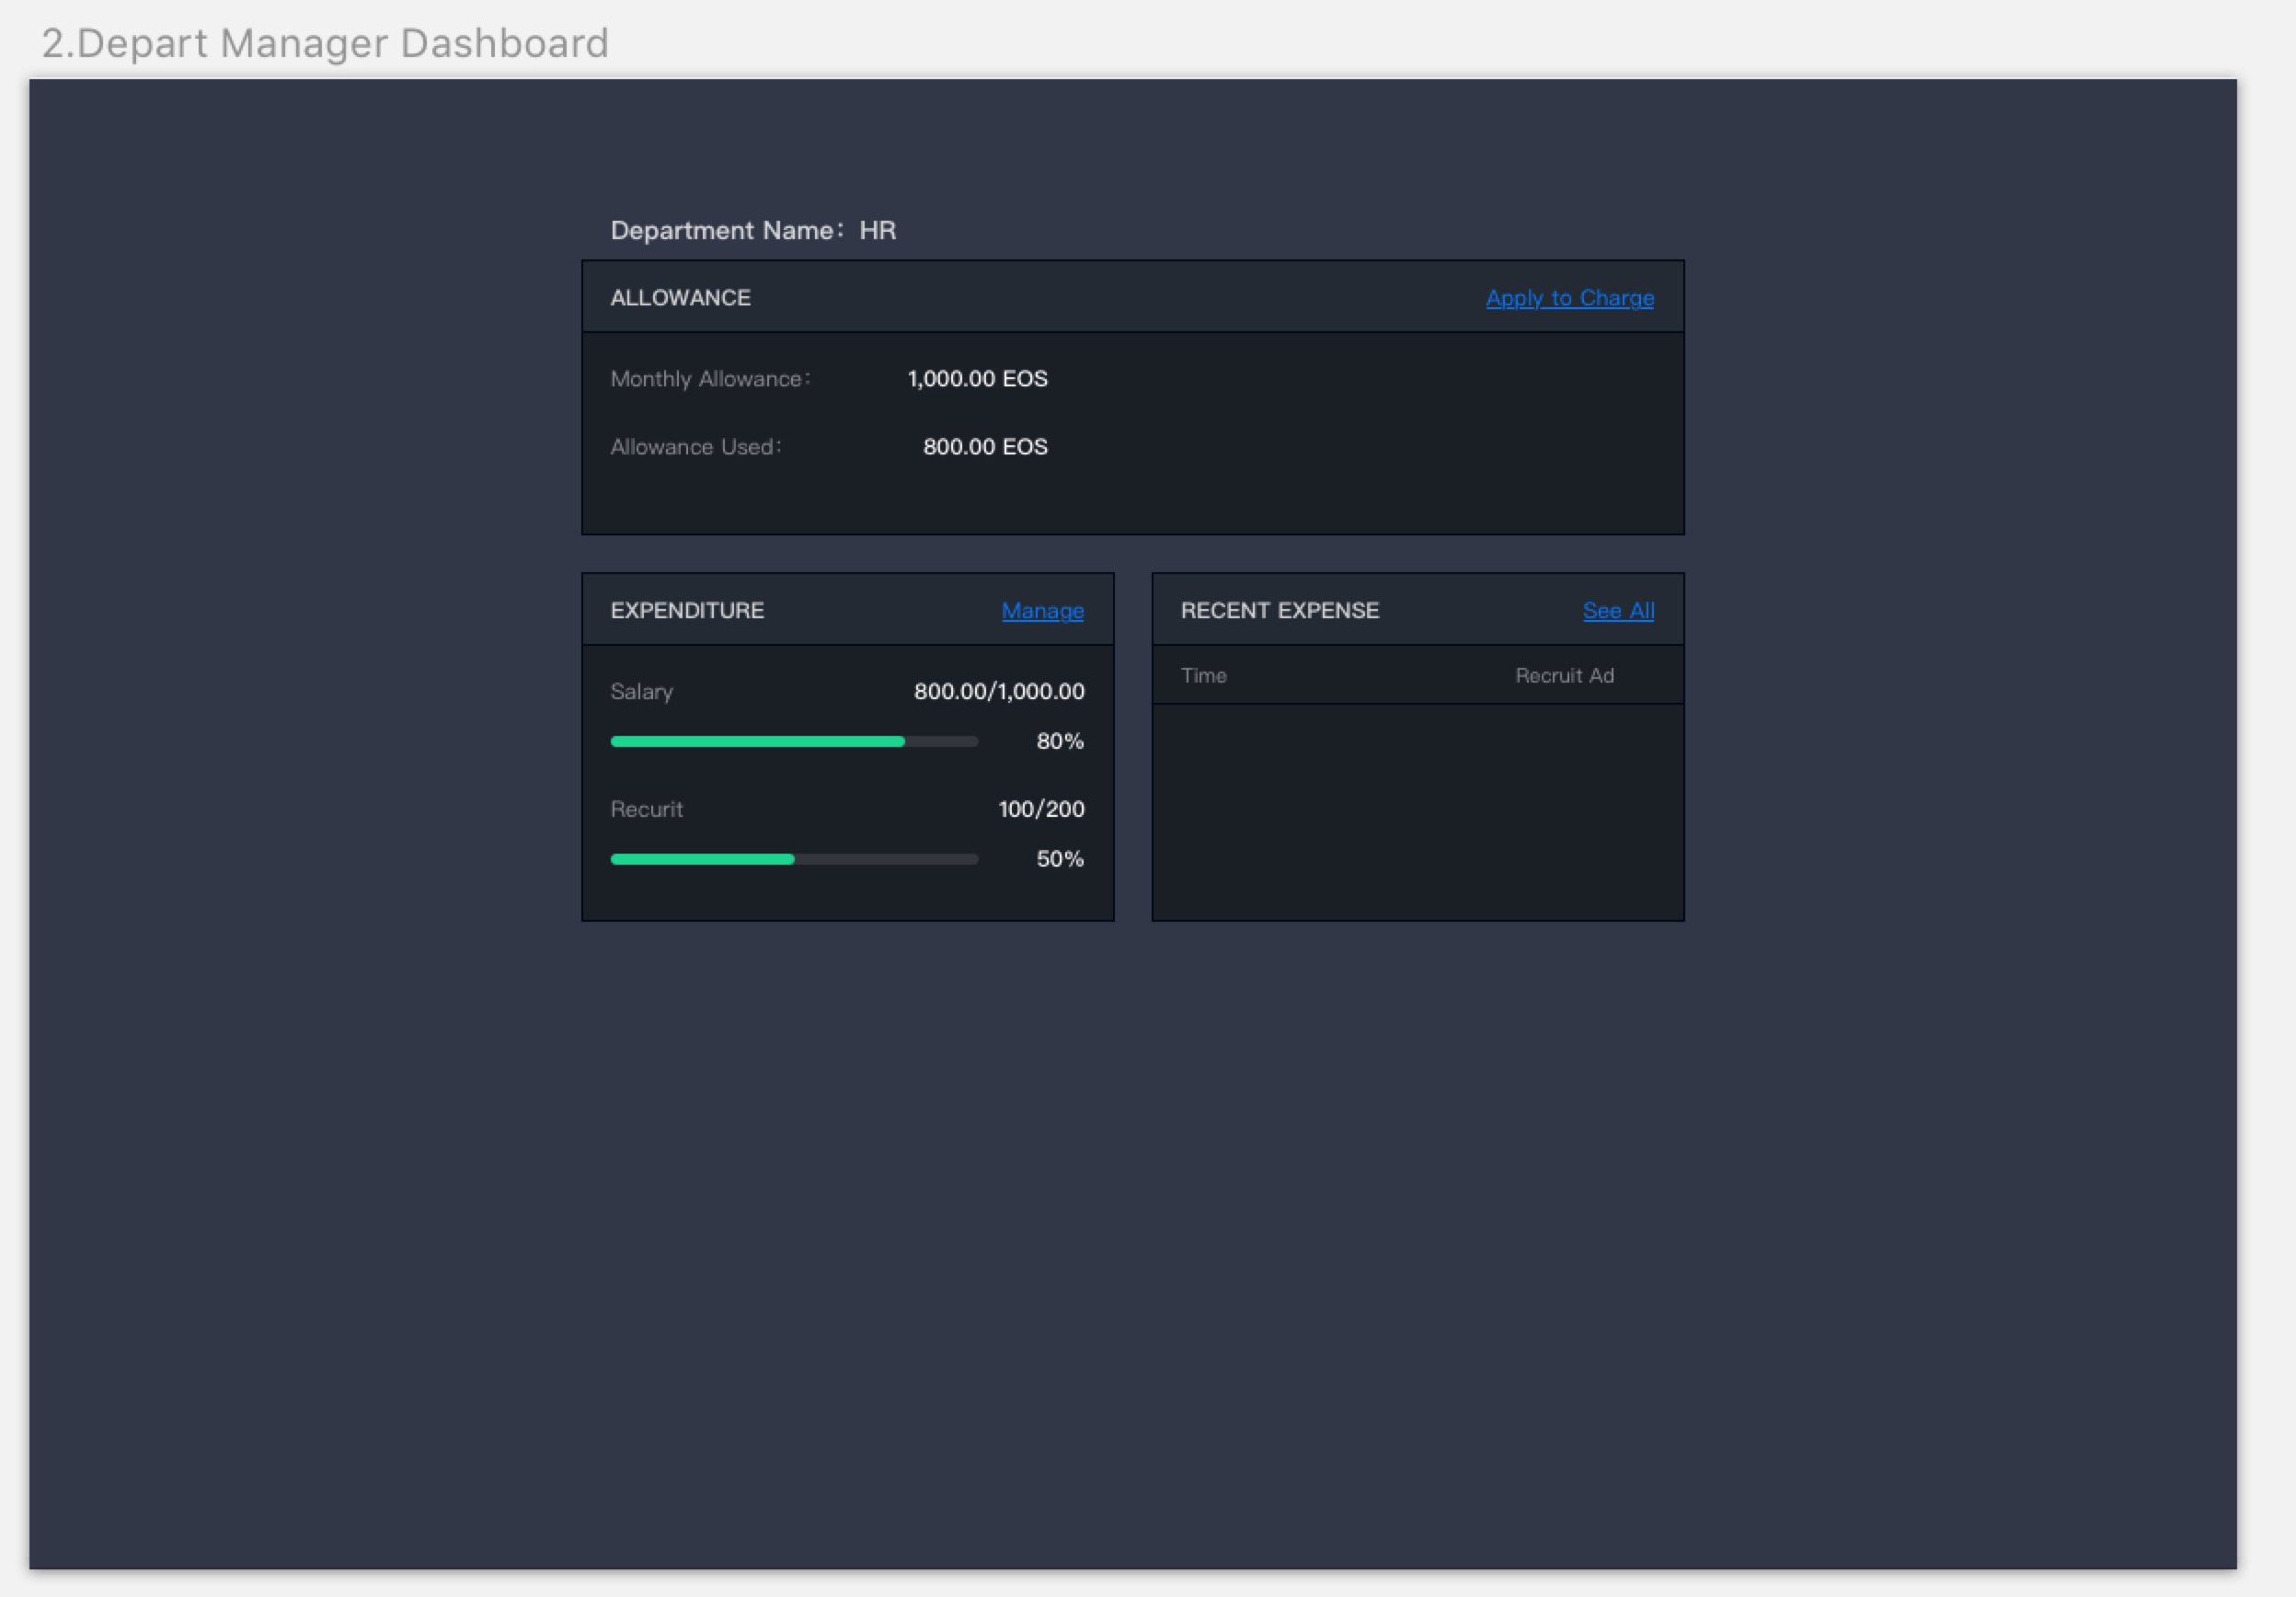 2.Depart Manager Dashboard
Department Name：HR
ALLOWANCE Apply to Charge
Monthly Allowance： 1,000.00 EOS
Allowance Used： 800.00 EOS
EXPENDITURE Manage
Salary 800.00/1,000.00
80%
Recurit 100/200
50%
RECENT EXPENSE See All
Time Recruit Ad